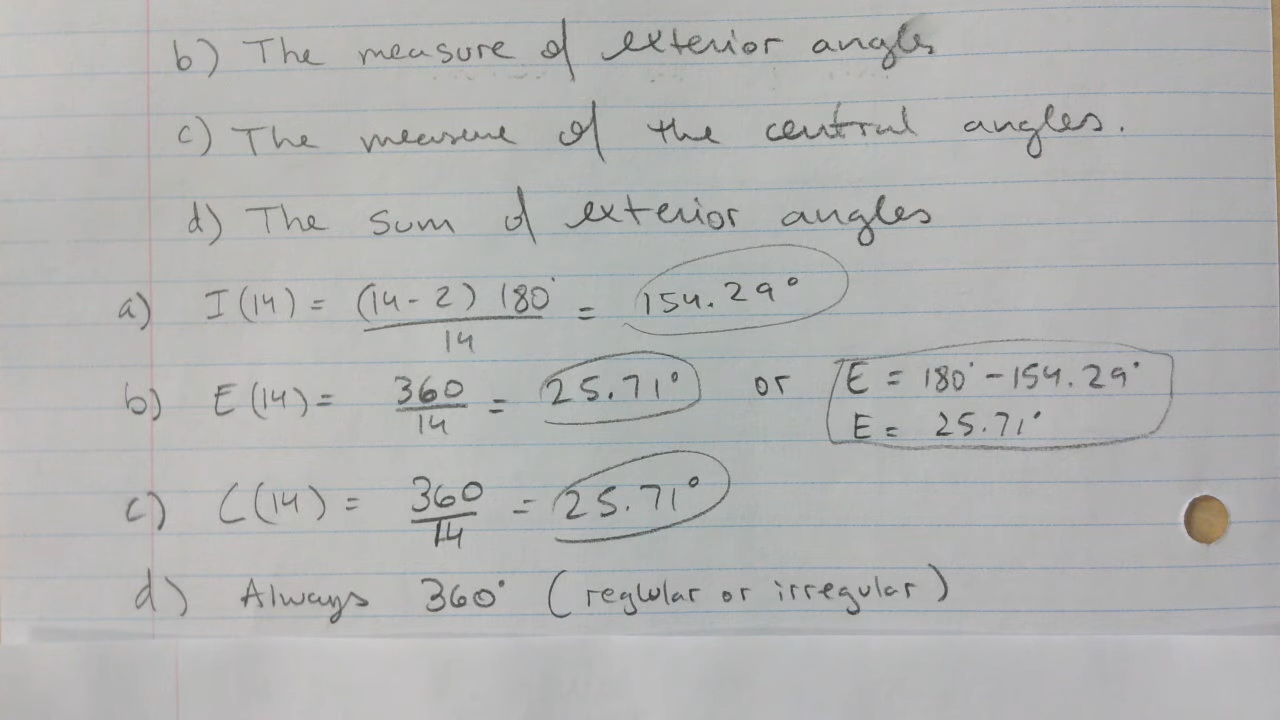 b) The measure of exterior angles
c) The measure of the central angles.
d) The sum of exterior angles
a) I(14) = (14-2) 180° / 14 = 154.29°
b) E(14) = 360/14 = 25.71° or E = 180° - 154.29°
E = 25.71°
c) C(14) = 360/14 = 25.71°
d) Always 360° (reglular or irregular)